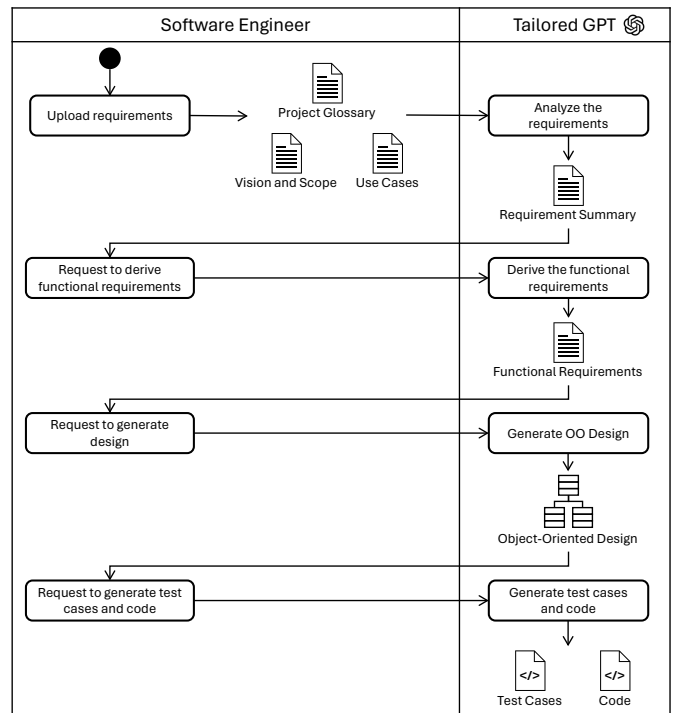 Software Engineer
Tailored GPT
Upload requirements
Project Glossary
Vision and Scope
Use Cases
Analyze the
requirements
Requirement Summary
Request to derive
functional requirements
Derive the functional
requirements
Functional Requirements
Request to generate
design
Generate OO Design
Object-Oriented Design
Request to generate test
cases and code
Generate test cases
and code
</>
</>
Test Cases
Code